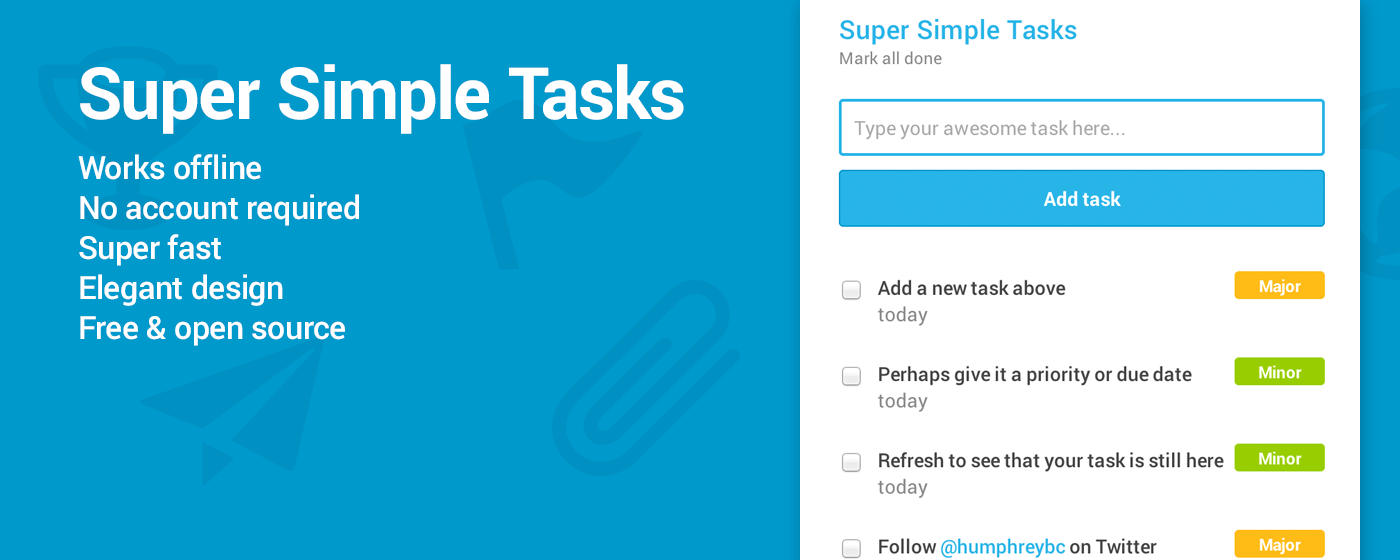 Super Simple Tasks
Works offline
No account required
Super fast
Elegant design
Free & open source
Super Simple Tasks
Mark all done
Type your awesome task here...
Add task
Add a new task above
Major
today
Perhaps give it a priority or due date
Minor
today
Refresh to see that your task is still here
Minor
today
Follow @humphreybc on Twitter
Major